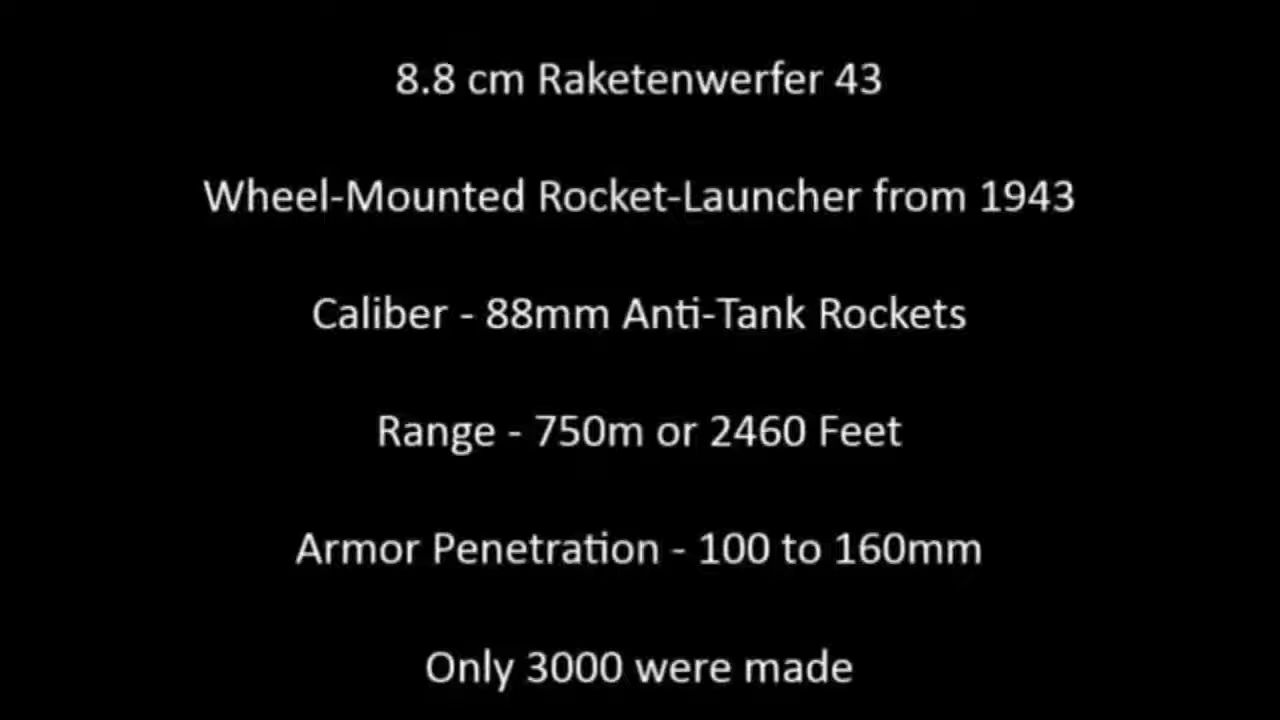 8.8 cm Raketenwerfer 43
Wheel-Mounted Rocket-Launcher from 1943
Caliber - 88mm Anti-Tank Rockets
Range - 750m or 2460 Feet
Armor Penetration - 100 to 160mm
Only 3000 were made